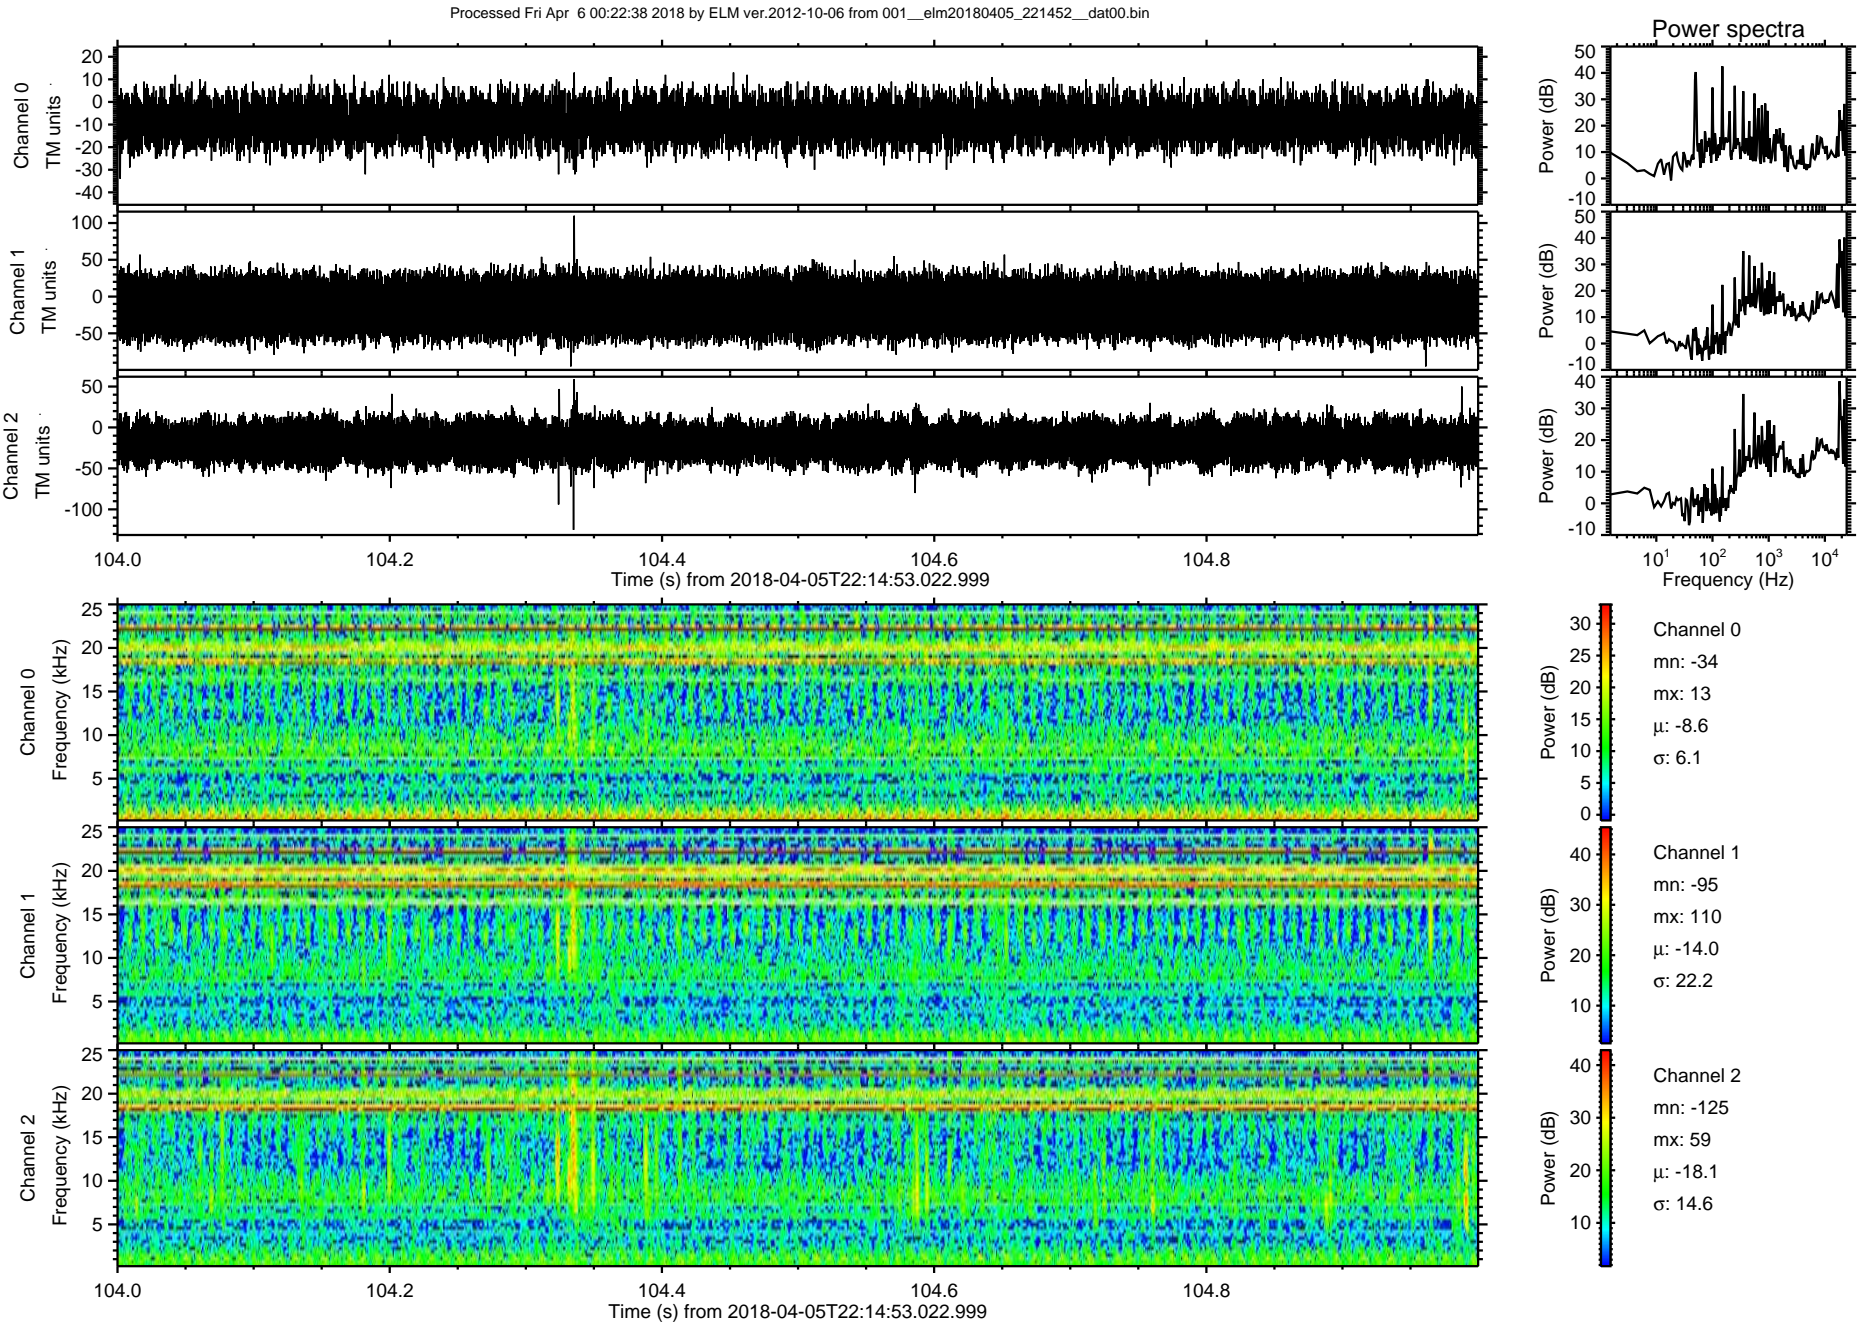 Processed Fri Apr  6 00:22:38 2018 by ELM ver.2012-10-06 from 001__elm20180405_221452__dat00.bin
Power spectra
Channel 0
TM units
20
10
0
-10
-20
-30
-40
Power (dB)
50
40
30
20
10
0
-10
Channel 1
TM units
100
50
0
-50
Power (dB)
50
40
30
20
10
0
-10
Channel 2
TM units
50
0
-50
-100
Power (dB)
40
30
20
10
0
-10
104.0 104.2 104.4 104.6 104.8
Time (s) from 2018-04-05T22:14:53.022.999
10¹ 10² 10³ 10⁴
Frequency (Hz)
Channel 0
Frequency (kHz)
25
20
15
10
5
Power (dB)
30
25
20
15
10
5
0
Channel 0
mn: -34
mx: 13
μ: -8.6
σ: 6.1
Channel 1
Frequency (kHz)
25
20
15
10
5
Power (dB)
40
30
20
10
Channel 1
mn: -95
mx: 110
μ: -14.0
σ: 22.2
Channel 2
Frequency (kHz)
25
20
15
10
5
Power (dB)
40
30
20
10
Channel 2
mn: -125
mx: 59
μ: -18.1
σ: 14.6
104.0 104.2 104.4 104.6 104.8
Time (s) from 2018-04-05T22:14:53.022.999